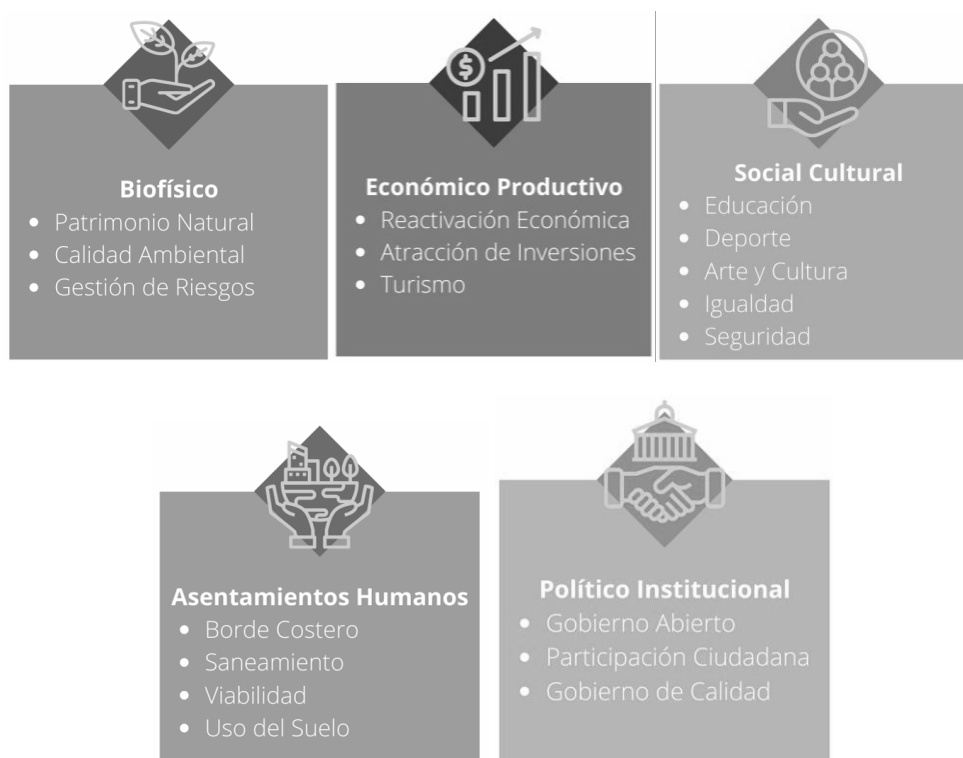 Biofísico
• Patrimonio Natural
• Calidad Ambiental
• Gestión de Riesgos
Económico Productivo
• Reactivación Económica
• Atracción de Inversiones
• Turismo
Social Cultural
• Educación
• Deporte
• Arte y Cultura
• Igualdad
• Seguridad
Asentamientos Humanos
• Borde Costero
• Saneamiento
• Viabilidad
• Uso del Suelo
Político Institucional
• Gobierno Abierto
• Participación Ciudadana
• Gobierno de Calidad